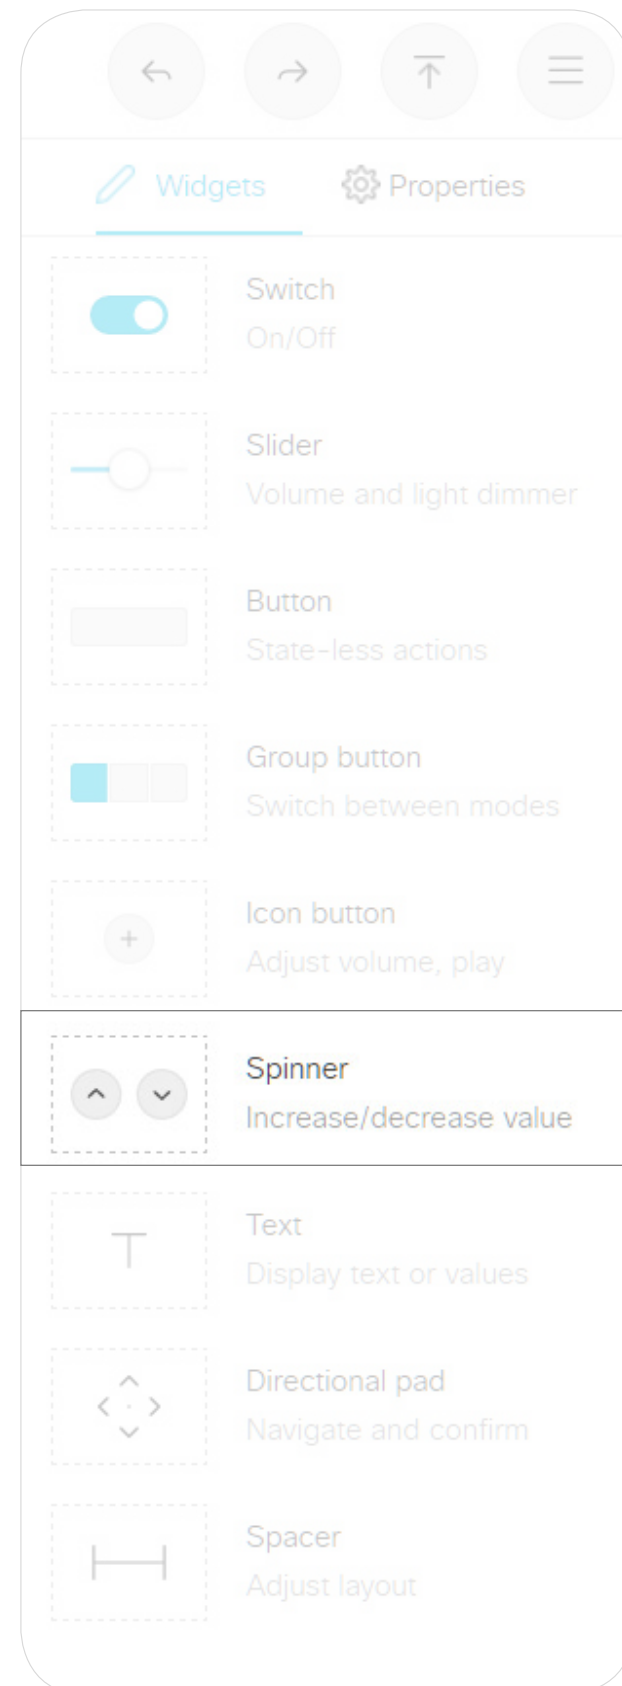 Widgets
Properties
Switch
On/Off
Slider
Volume and light dimmer
Button
State-less actions
Group button
Switch between modes
Icon button
Adjust volume, play
Spinner
Increase/decrease value
Text
Display text or values
Directional pad
Navigate and confirm
Spacer
Adjust layout